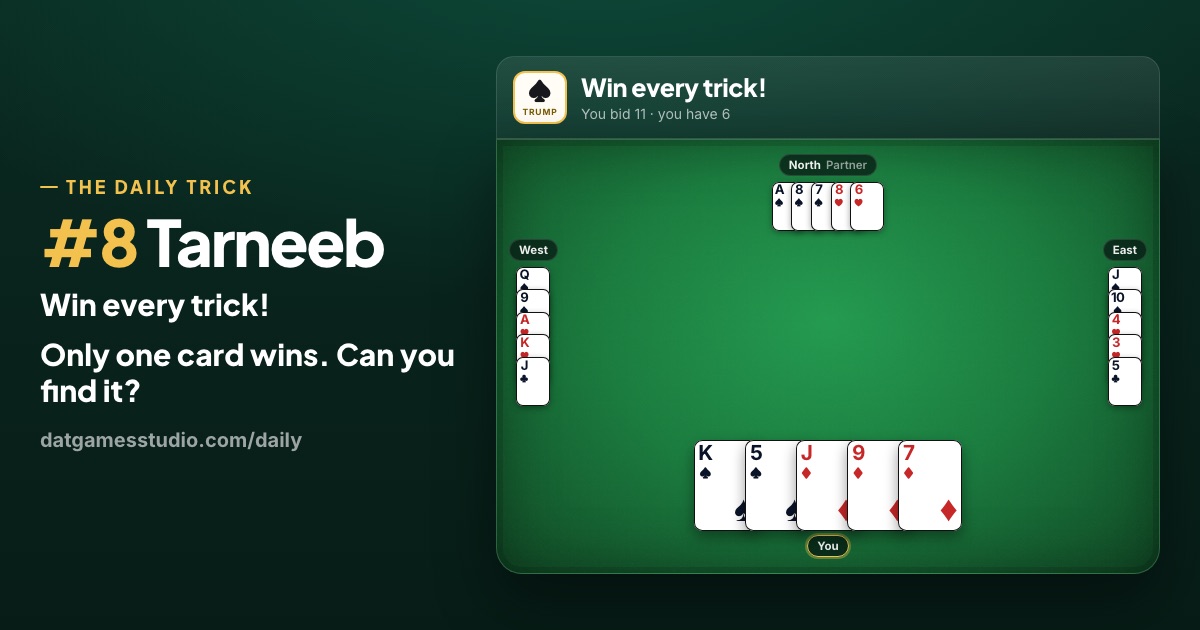 — THE DAILY TRICK
#8 Tarneeb
Win every trick!
Only one card wins. Can you
find it?
datgamesstudio.com/daily
♠
TRUMP
Win every trick!
You bid 11 · you have 6
North Partner
A♠ 8♠ 7♠ 8♥ 6♥
West
Q♠
9♠
A♥
K♥
J♣
East
J♠
10♠
4♥
3♥
5♣
K♠ 5♠ J♦ 9♦ 7♦
You